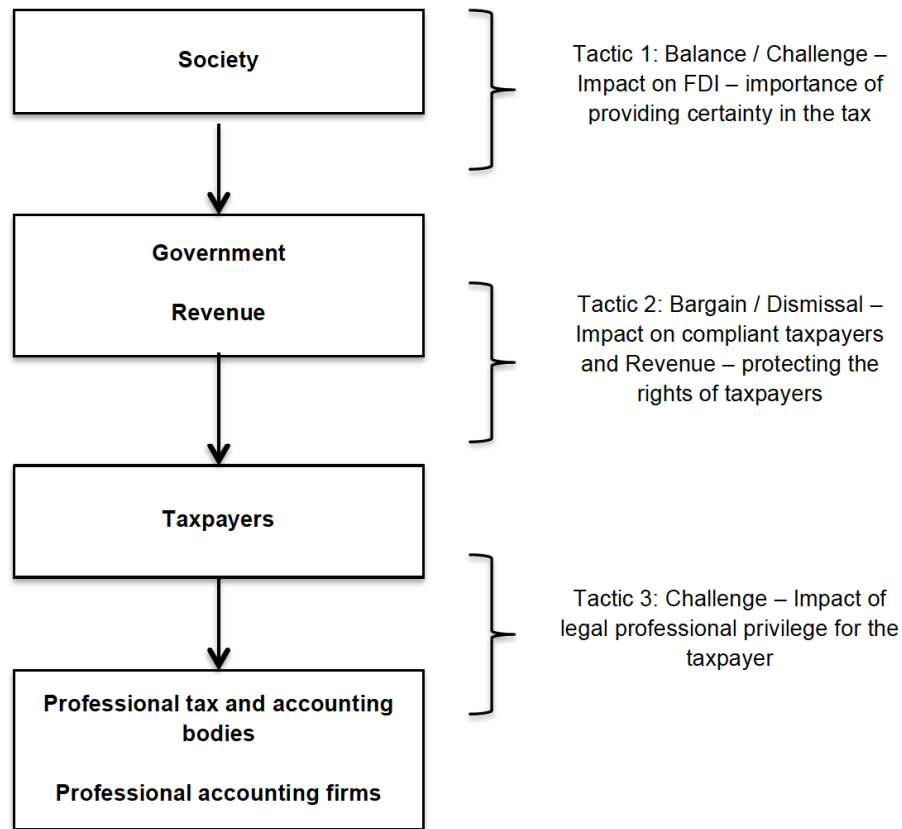 Society
Tactic 1: Balance / Challenge –
Impact on FDI – importance of
providing certainty in the tax
Government
Revenue
Tactic 2: Bargain / Dismissal –
Impact on compliant taxpayers
and Revenue – protecting the
rights of taxpayers
Taxpayers
Tactic 3: Challenge – Impact of
legal professional privilege for the
taxpayer
Professional tax and accounting
bodies
Professional accounting firms